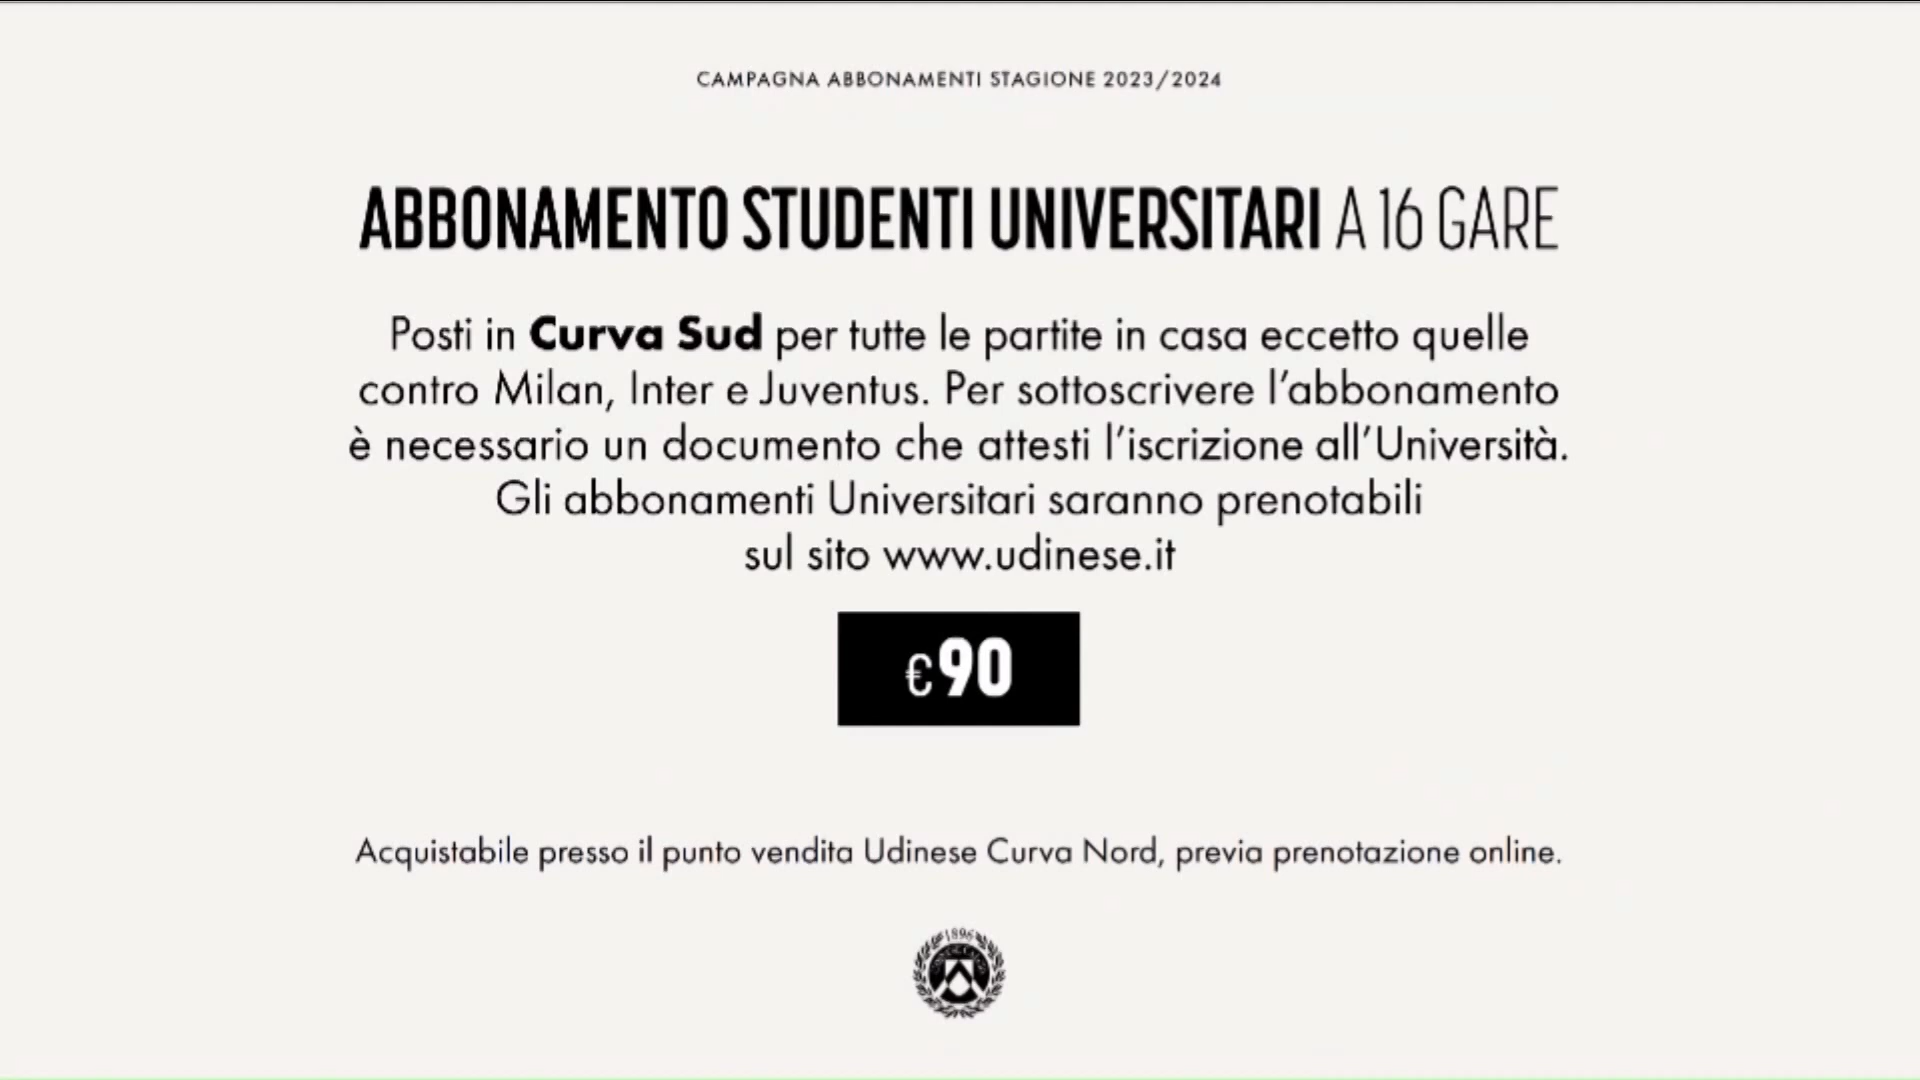 CAMPAGNA ABBONAMENTI STAGIONE 2023/2024
ABBONAMENTO STUDENTI UNIVERSITARI A 16 GARE
Posti in Curva Sud per tutte le partite in casa eccetto quelle
contro Milan, Inter e Juventus. Per sottoscrivere l'abbonamento
è necessario un documento che attesti l'iscrizione all'Università.
Gli abbonamenti Universitari saranno prenotabili
sul sito www.udinese.it
€90
Acquistabile presso il punto vendita Udinese Curva Nord, previa prenotazione online.
1896